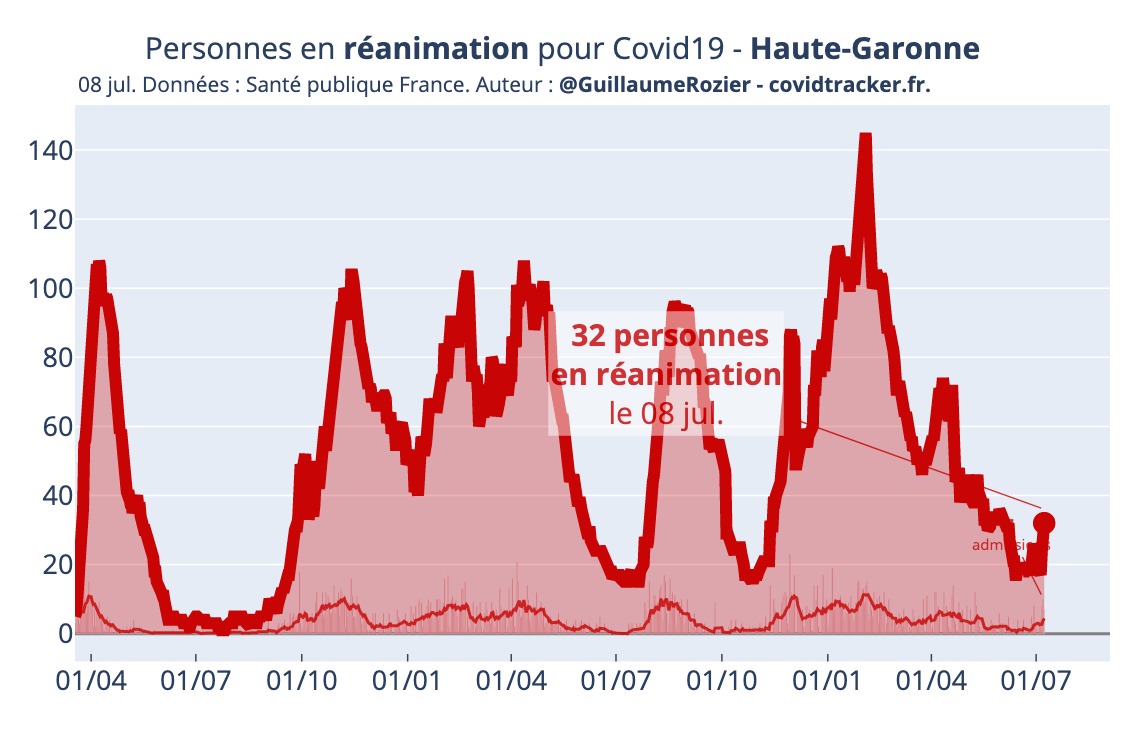 Personnes en réanimation pour Covid19 - Haute-Garonne
08 jul. Données : Santé publique France. Auteur : @GuillaumeRozier - covidtracker.fr.
140
120
100
80
60
40
20
0
32 personnes
en réanimation
le 08 jul.
admissions
01/04 01/07 01/10 01/01 01/04 01/07 01/10 01/01 01/04 01/07